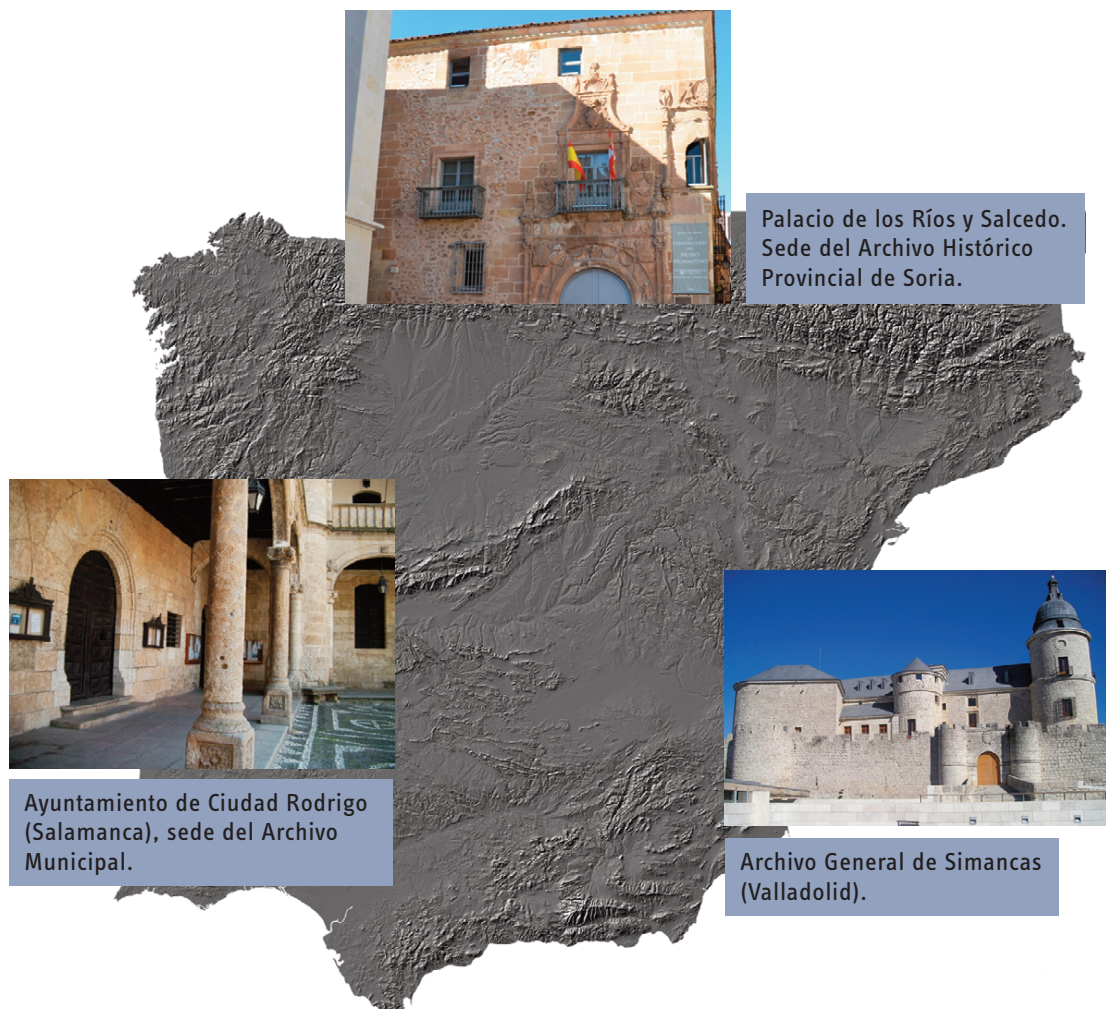 Palacio de los Ríos y Salcedo.
Sede del Archivo Histórico
Provincial de Soria.
Ayuntamiento de Ciudad Rodrigo
(Salamanca), sede del Archivo
Municipal.
Archivo General de Simancas
(Valladolid).